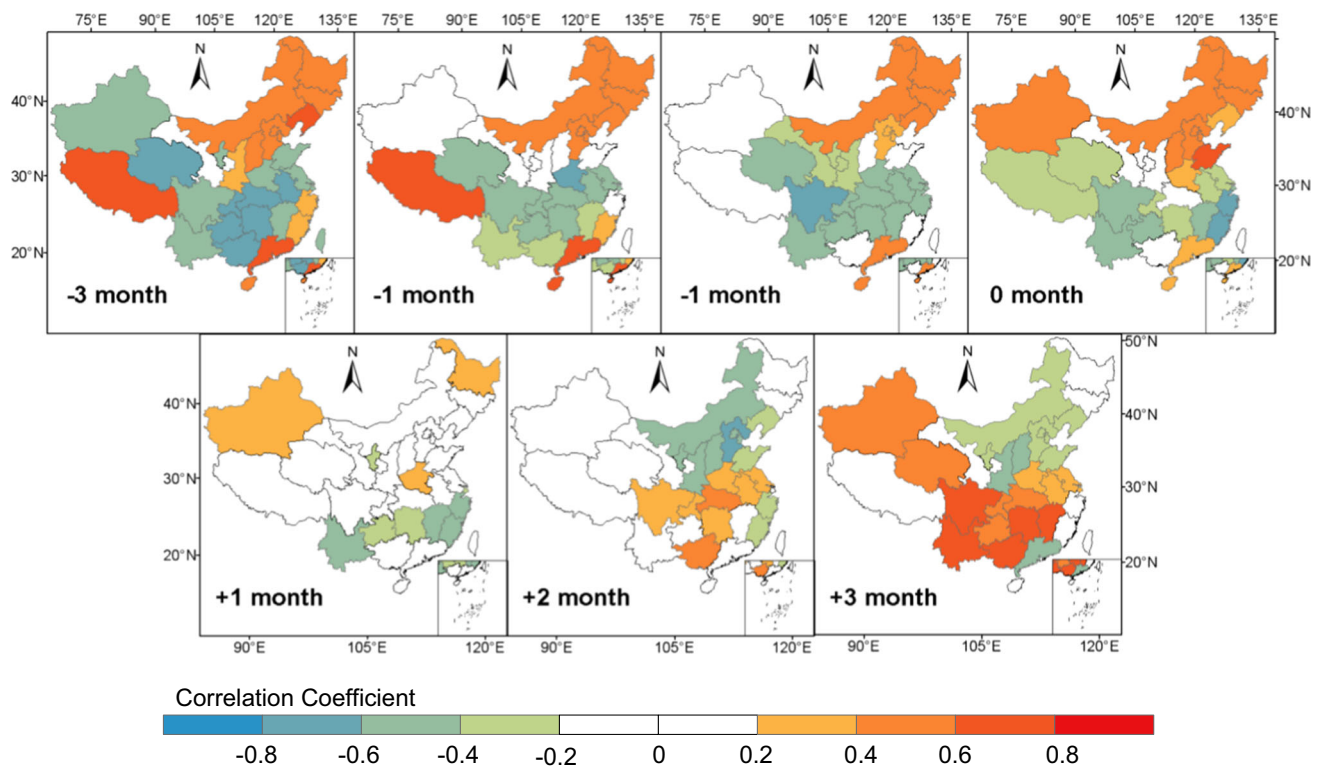 75°E 90°E 105°E 120°E 135°E 75°E 90°E 105°E 120°E 135°E 75°E 90°E 105°E 120°E 135°E 75°E 90°E 105°E 120°E 135°E
N N N N
40°N 40°N
30°N 30°N
20°N 20°N
-3 month -1 month -1 month 0 month
50°N
N N N
40°N 40°N
30°N 30°N
20°N 20°N
+1 month +2 month +3 month
90°E 105°E 120°E 90°E 105°E 120°E 90°E 105°E 120°E
Correlation Coefficient
-0.8 -0.6 -0.4 -0.2 0 0.2 0.4 0.6 0.8